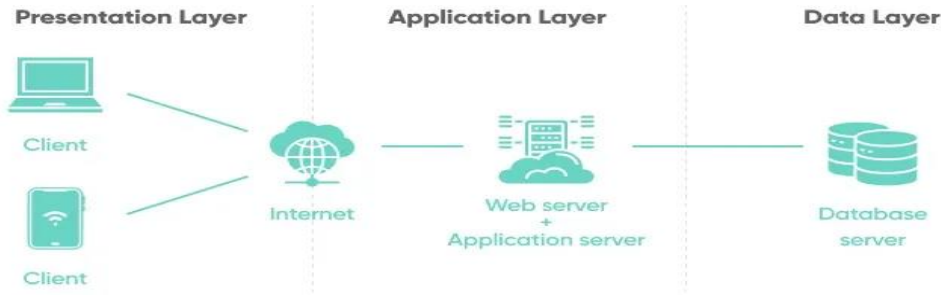 Presentation Layer
Application Layer
Data Layer
Client
Client
Internet
Web server
+
Application server
Database
server